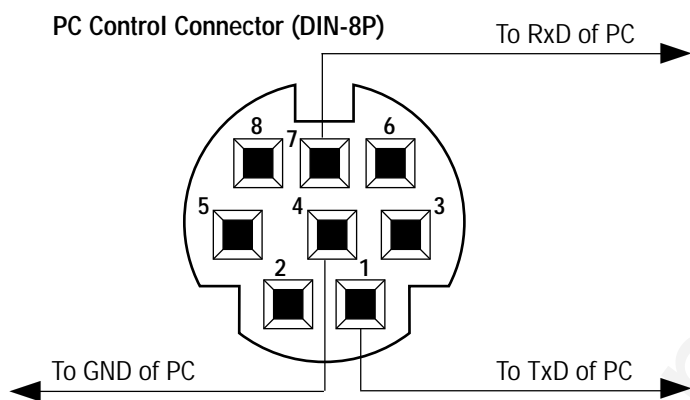 PC Control Connector (DIN-8P)
To RxD of PC
8 7 6
5 4 3
2 1
To GND of PC
To TxD of PC